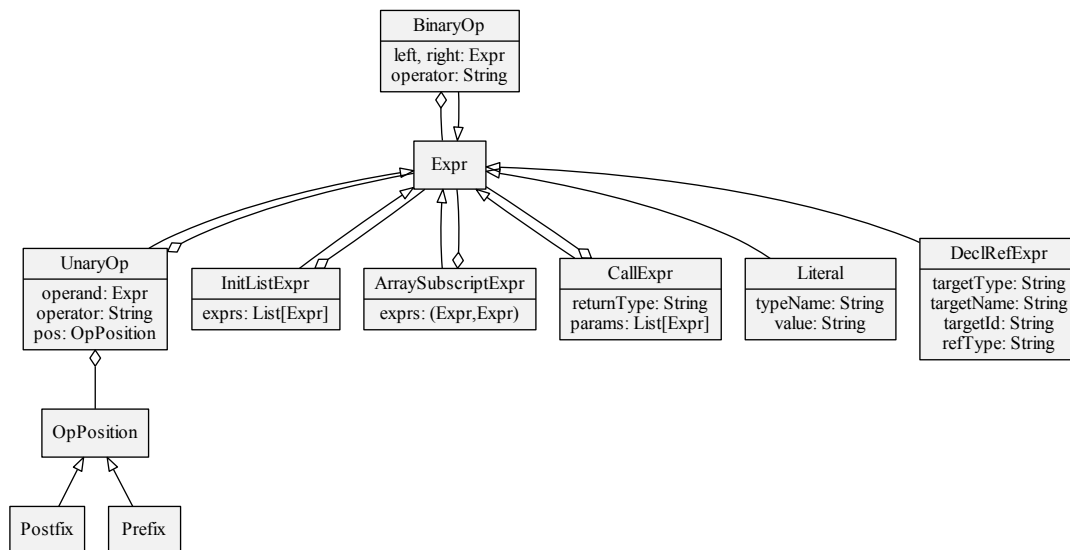 BinaryOp
left, right: Expr
operator: String
Expr
UnaryOp
operand: Expr
operator: String
pos: OpPosition
InitListExpr
exprs: List[Expr]
ArraySubscriptExpr
exprs: (Expr,Expr)
CallExpr
returnType: String
params: List[Expr]
Literal
typeName: String
value: String
DeclRefExpr
targetType: String
targetName: String
targetId: String
refType: String
OpPosition
Postfix
Prefix